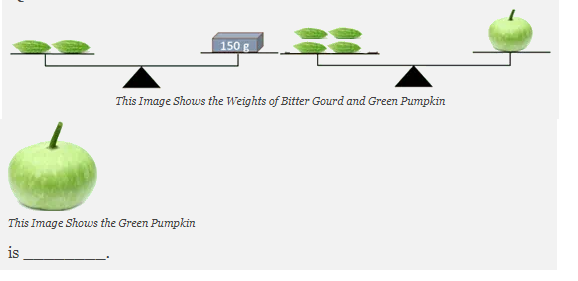 150 g
This Image Shows the Weights of Bitter Gourd and Green Pumpkin
This Image Shows the Green Pumpkin
is ________.